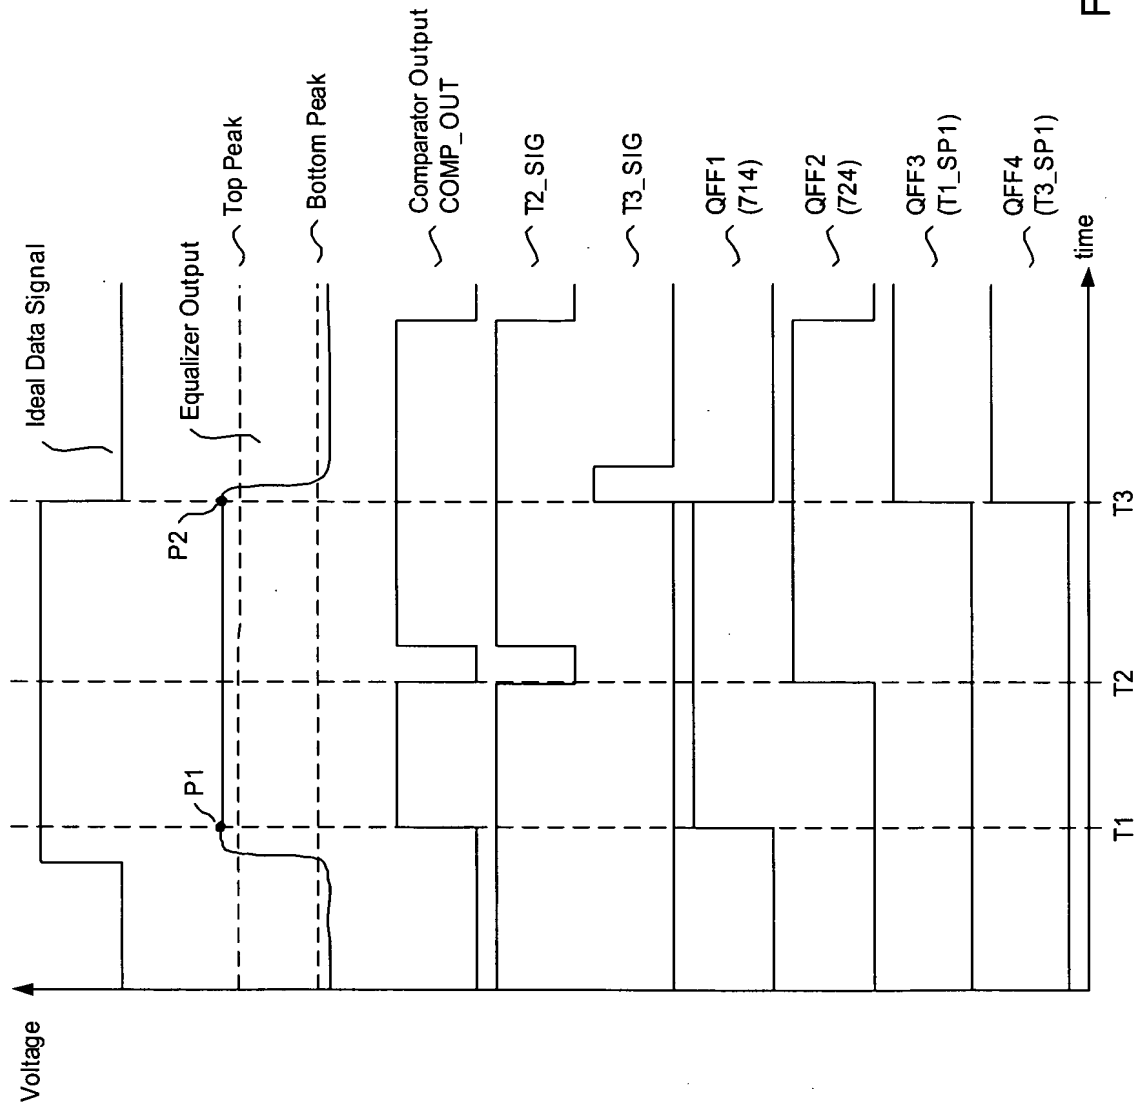 Voltage
Ideal Data Signal
Top Peak
Equalizer Output
Bottom Peak
P1
P2
Comparator Output
COMP_OUT
T2_SIG
T3_SIG
QFF1
(714)
QFF2
(724)
QFF3
(T1_SP1)
QFF4
(T3_SP1)
time
T1
T2
T3